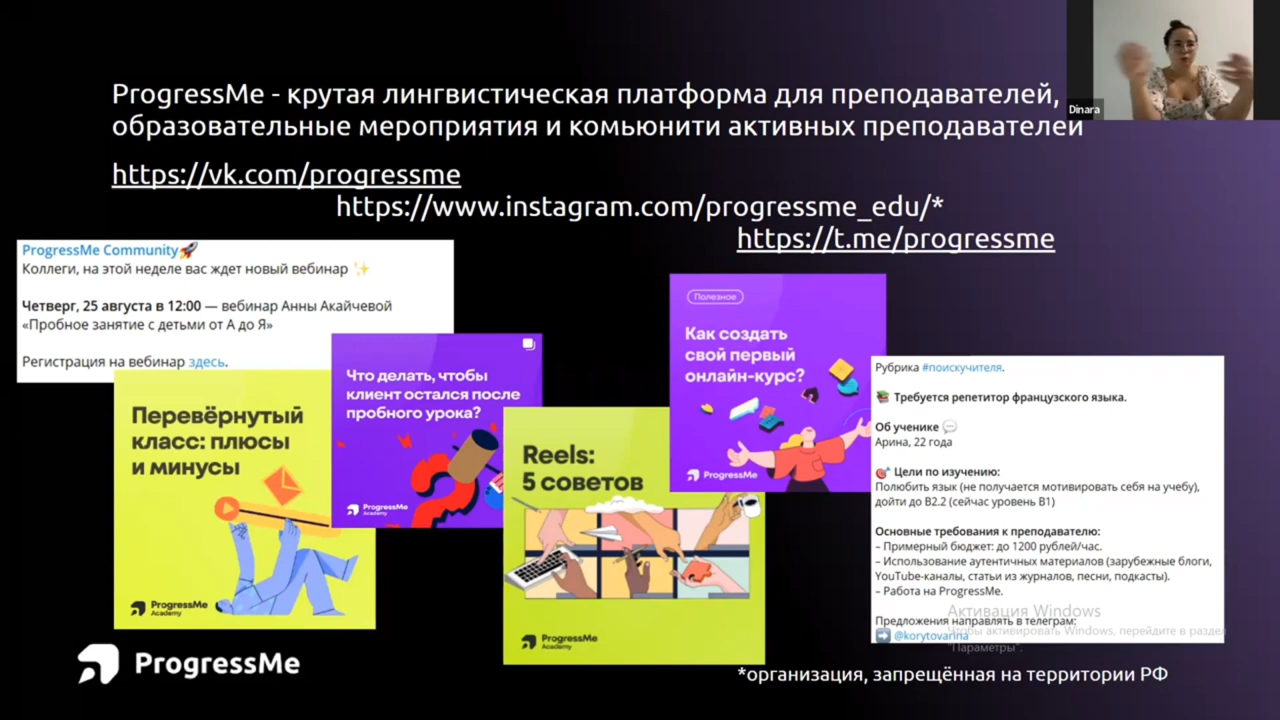 ProgressMe - крутая лингвистическая платформа для преподавателей,
образовательные мероприятия и комьюнити активных преподавателей
Dinara
https://vk.com/progressme
https://www.instagram.com/progressme_edu/*
https://t.me/progressme
ProgressMe Community🚀
Коллеги, на этой неделе вас ждет новый вебинар ✨
Четверг, 25 августа в 12:00 — вебинар Анны Акайчевой
«Пробное занятие с детьми от А до Я»
Регистрация на вебинар здесь.
Перевёрнутый
класс: плюсы
и минусы
ProgressMe
Academy
Что делать, чтобы
клиент остался после
пробного урока?
ProgressMe
Academy
Reels:
5 советов
ProgressMe
Academy
Полезное
Как создать
свой первый
онлайн-курс?
ProgressMe
Рубрика #поискучителя.
📚 Требуется репетитор французского языка.
Об ученике 💬
Арина, 22 года
🎯 Цели по изучению:
Полюбить язык (не получается мотивировать себя на учебу),
дойти до B2.2 (сейчас уровень B1)
Основные требования к преподавателю:
– Примерный бюджет: до 1200 рублей/час.
– Использование аутентичных материалов (зарубежные блоги,
YouTube-каналы, статьи из журналов, песни, подкасты).
– Работа на ProgressMe.
Предложения направлять в телеграм:
➡️ @korytovarina
Активация Windows
Чтобы активировать Windows, перейдите в раздел
"Параметры".
ProgressMe
*организация, запрещённая на территории РФ